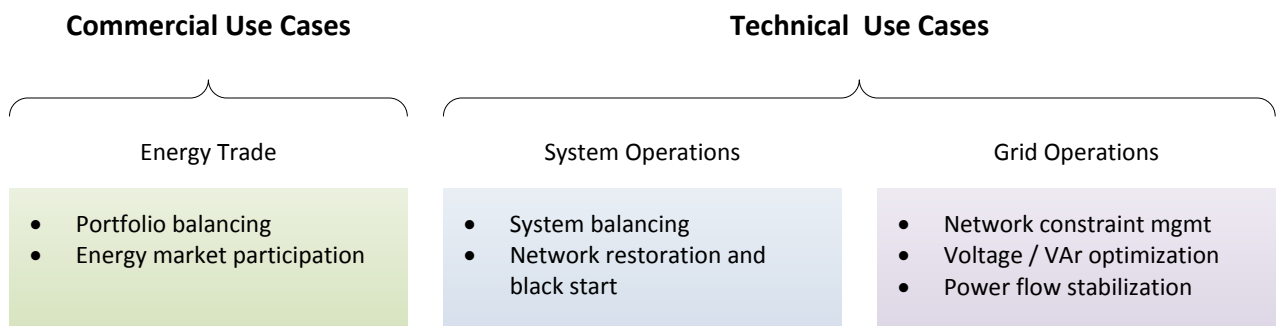 Commercial Use Cases
Technical Use Cases
Energy Trade
System Operations
Grid Operations
• Portfolio balancing
• Energy market participation
• System balancing
• Network restoration and
black start
• Network constraint mgmt
• Voltage / VAr optimization
• Power flow stabilization